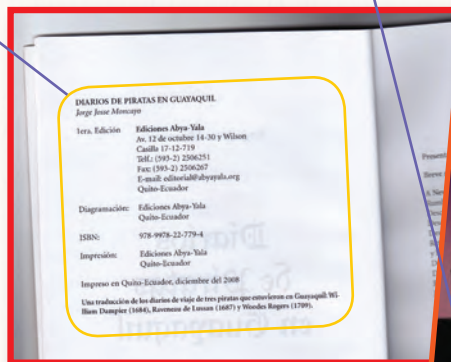 DIARIOS DE PIRATAS EN GUAYAQUIL
Jorge Jesse Moncayo
1era. Edición Ediciones Abya-Yala
Av. 12 de octubre 14-30 y Wilson
Casilla 17-12-719
Telf.: (593-2) 2506251
Fax: (593-2) 2506267
E-mail: editorial@abyayala.org
Quito-Ecuador
Diagramación: Ediciones Abya-Yala
Quito-Ecuador
ISBN: 978-9978-22-779-4
Impresión: Ediciones Abya-Yala
Quito-Ecuador
Impreso en Quito-Ecuador, diciembre del 2008
Una traducción de los diarios de viaje de tres piratas que estuvieron en Guayaquil: Wi-
lliam Dampier (1684), Raveneau de Lussan (1687) y Woodes Rogers (1709).